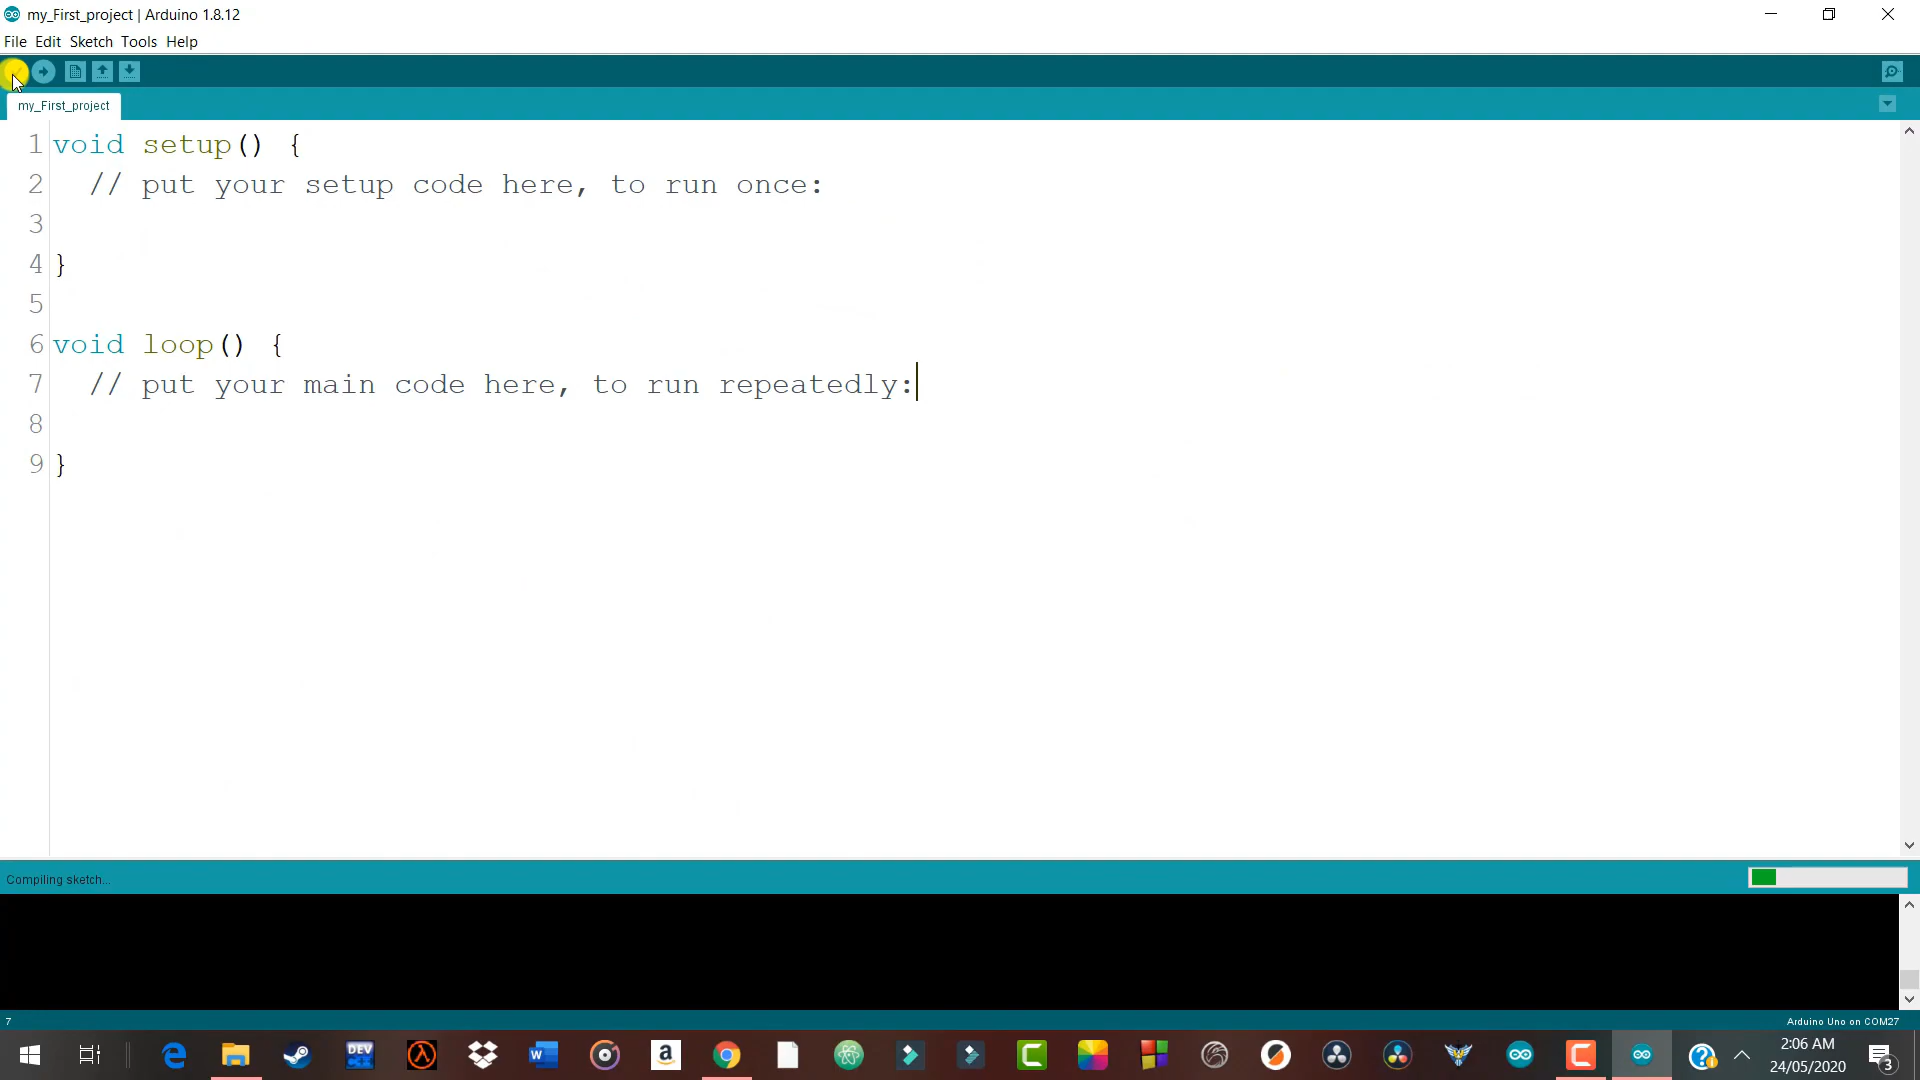 my_First_project | Arduino 1.8.12
File Edit Sketch Tools Help
my_First_project
1 void setup() {
2 // put your setup code here, to run once:
3
4 }
5
6 void loop() {
7 // put your main code here, to run repeatedly:
8
9 }
Compiling sketch...
7
Arduino Uno on COM27
DEV
W
a
C
C
2:06 AM
24/05/2020
3